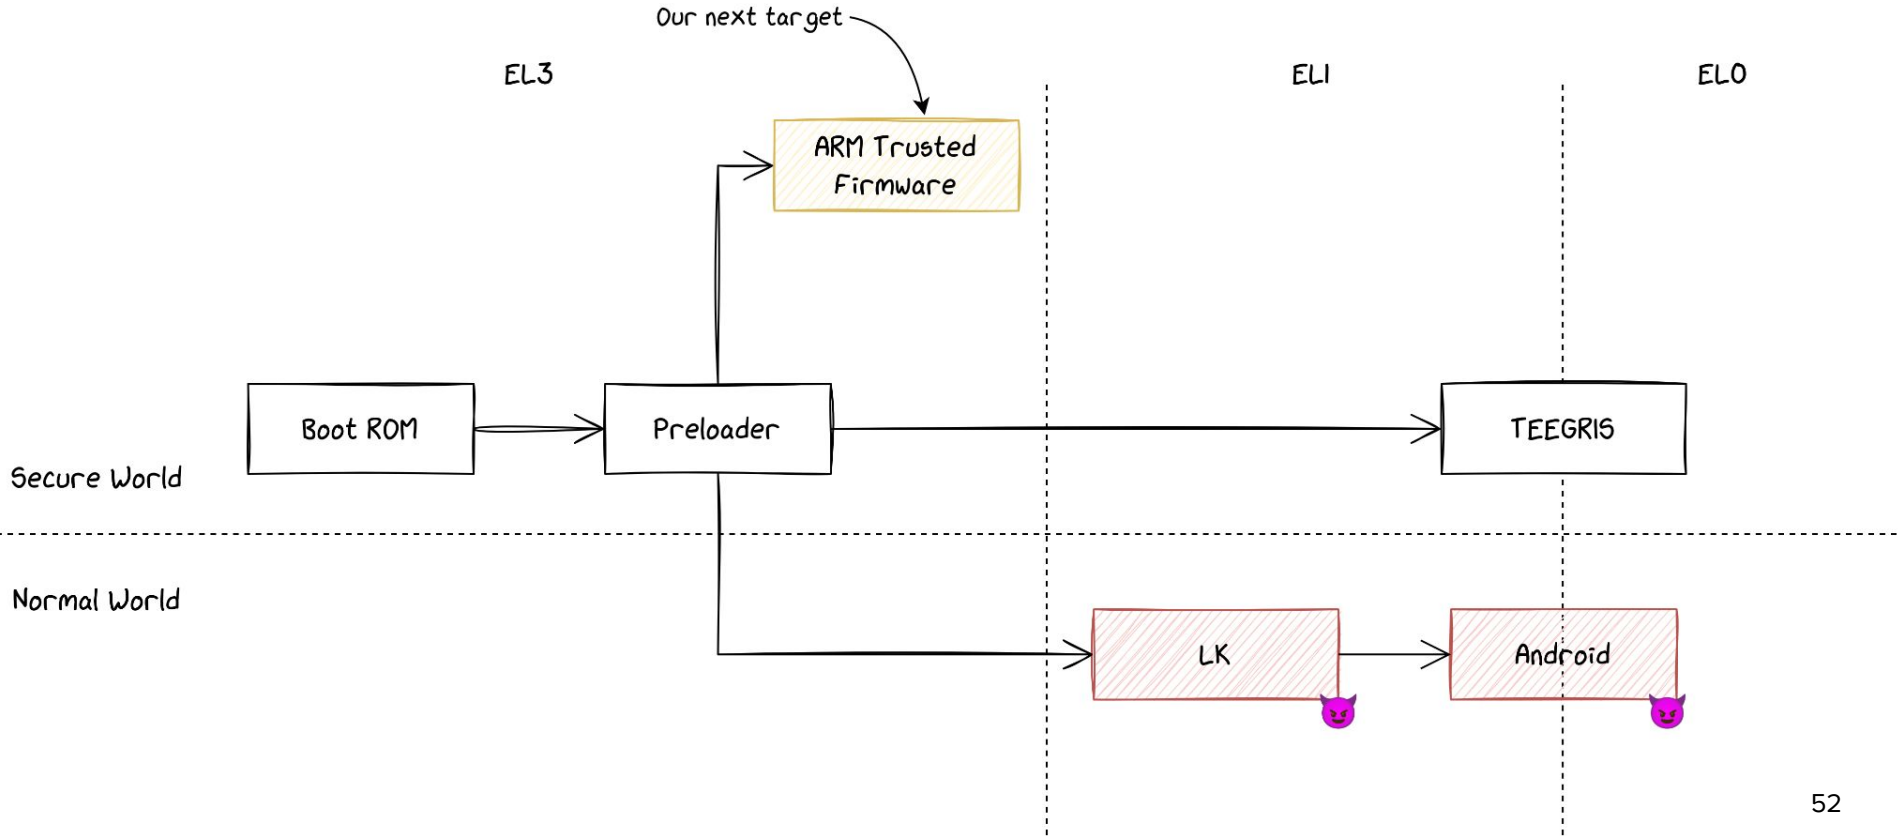 Our next target
EL3
EL1
EL0
ARM Trusted
Firmware
Boot ROM
Preloader
TEEGRIS
Secure World
Normal World
LK
Android
52